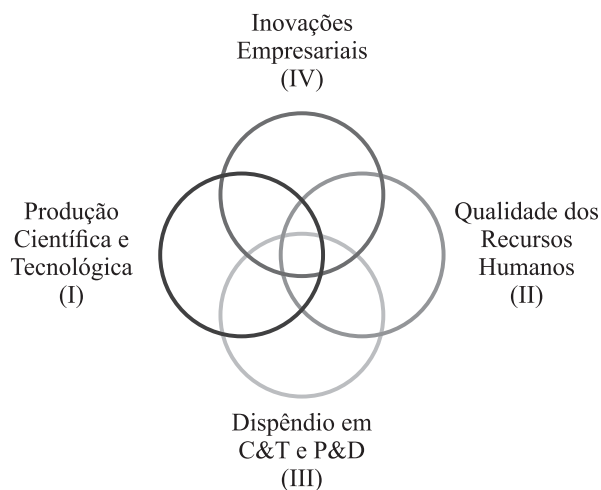 Inovações
Empresariais
(IV)
Produção
Científica e
Tecnológica
(I)
Qualidade dos
Recursos
Humanos
(II)
Dispêndio em
C&T e P&D
(III)